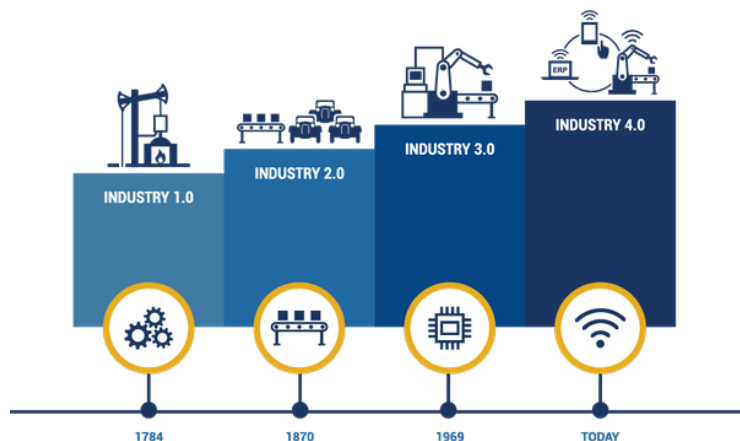 ERP
INDUSTRY 1.0
INDUSTRY 2.0
INDUSTRY 3.0
INDUSTRY 4.0
1784
1870
1969
TODAY